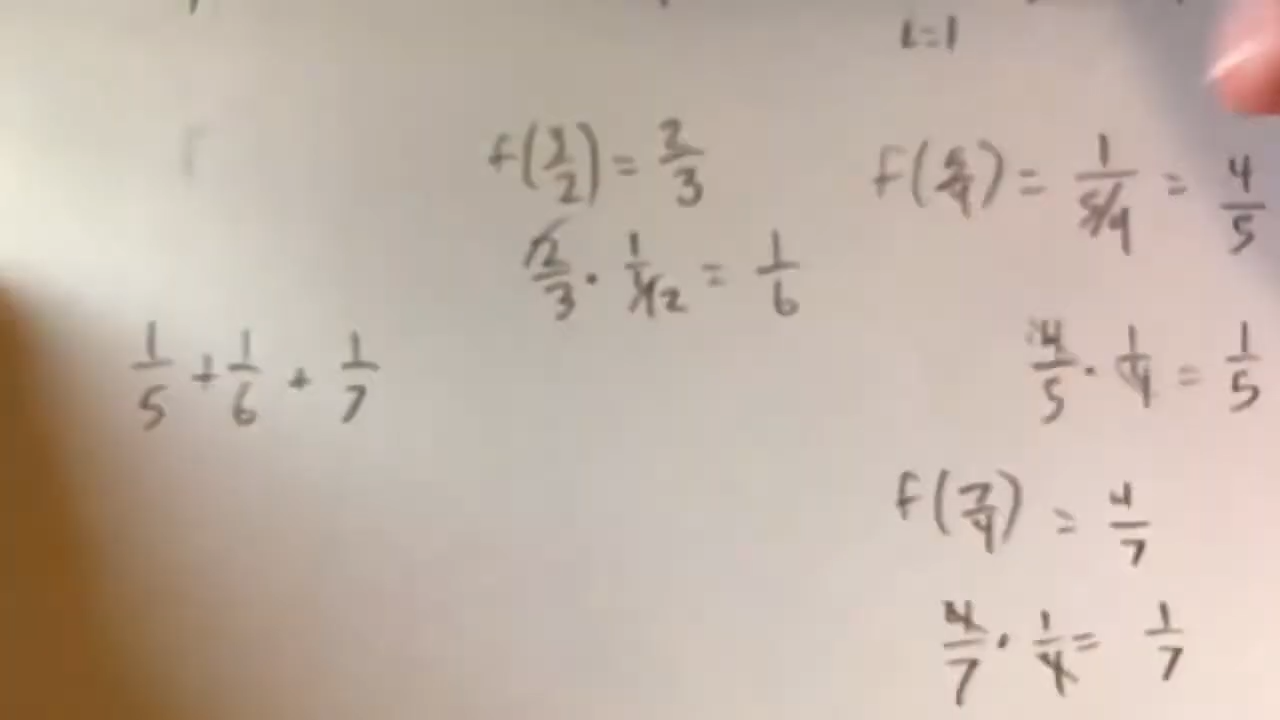 i=1
f(3/2) = 2/3
f(5/4) = 1/(5/4) = 4/5
2/3 · 1/42 = 1/6
1/5 + 1/6 + 1/7
4/5 · 1/4 = 1/5
f(7/4) = 4/7
4/7 · 1/4 = 1/7